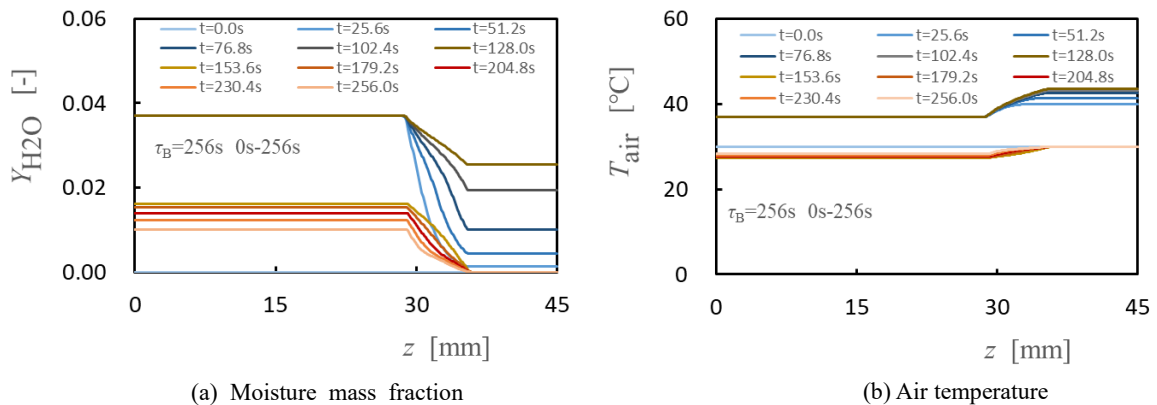 0.06
0.04
0.02
0.00
Y_H2O [-]
t=0.0s t=25.6s t=51.2s
t=76.8s t=102.4s t=128.0s
t=153.6s t=179.2s t=204.8s
t=230.4s t=256.0s
τ_B=256s 0s-256s
0 15 30 45
z [mm]
(a) Moisture mass fraction
60
40
20
0
T_air [℃]
t=0.0s t=25.6s t=51.2s
t=76.8s t=102.4s t=128.0s
t=153.6s t=179.2s t=204.8s
t=230.4s t=256.0s
τ_B=256s 0s-256s
0 15 30 45
z [mm]
(b) Air temperature